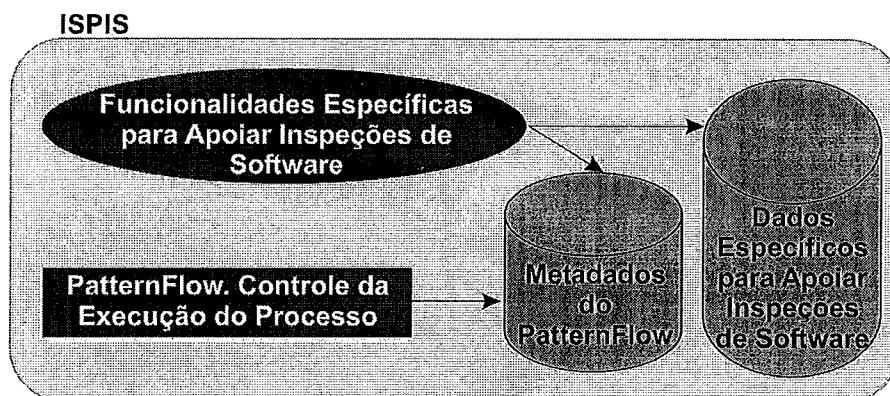 ISPIS
Funcionalidades Específicas
para Apoiar Inspeções de
Software
PatternFlow. Controle da
Execução do Processo
Metadados
do
PatternFlow
Dados
Específicos
para Apoiar
Inspeções
de Software